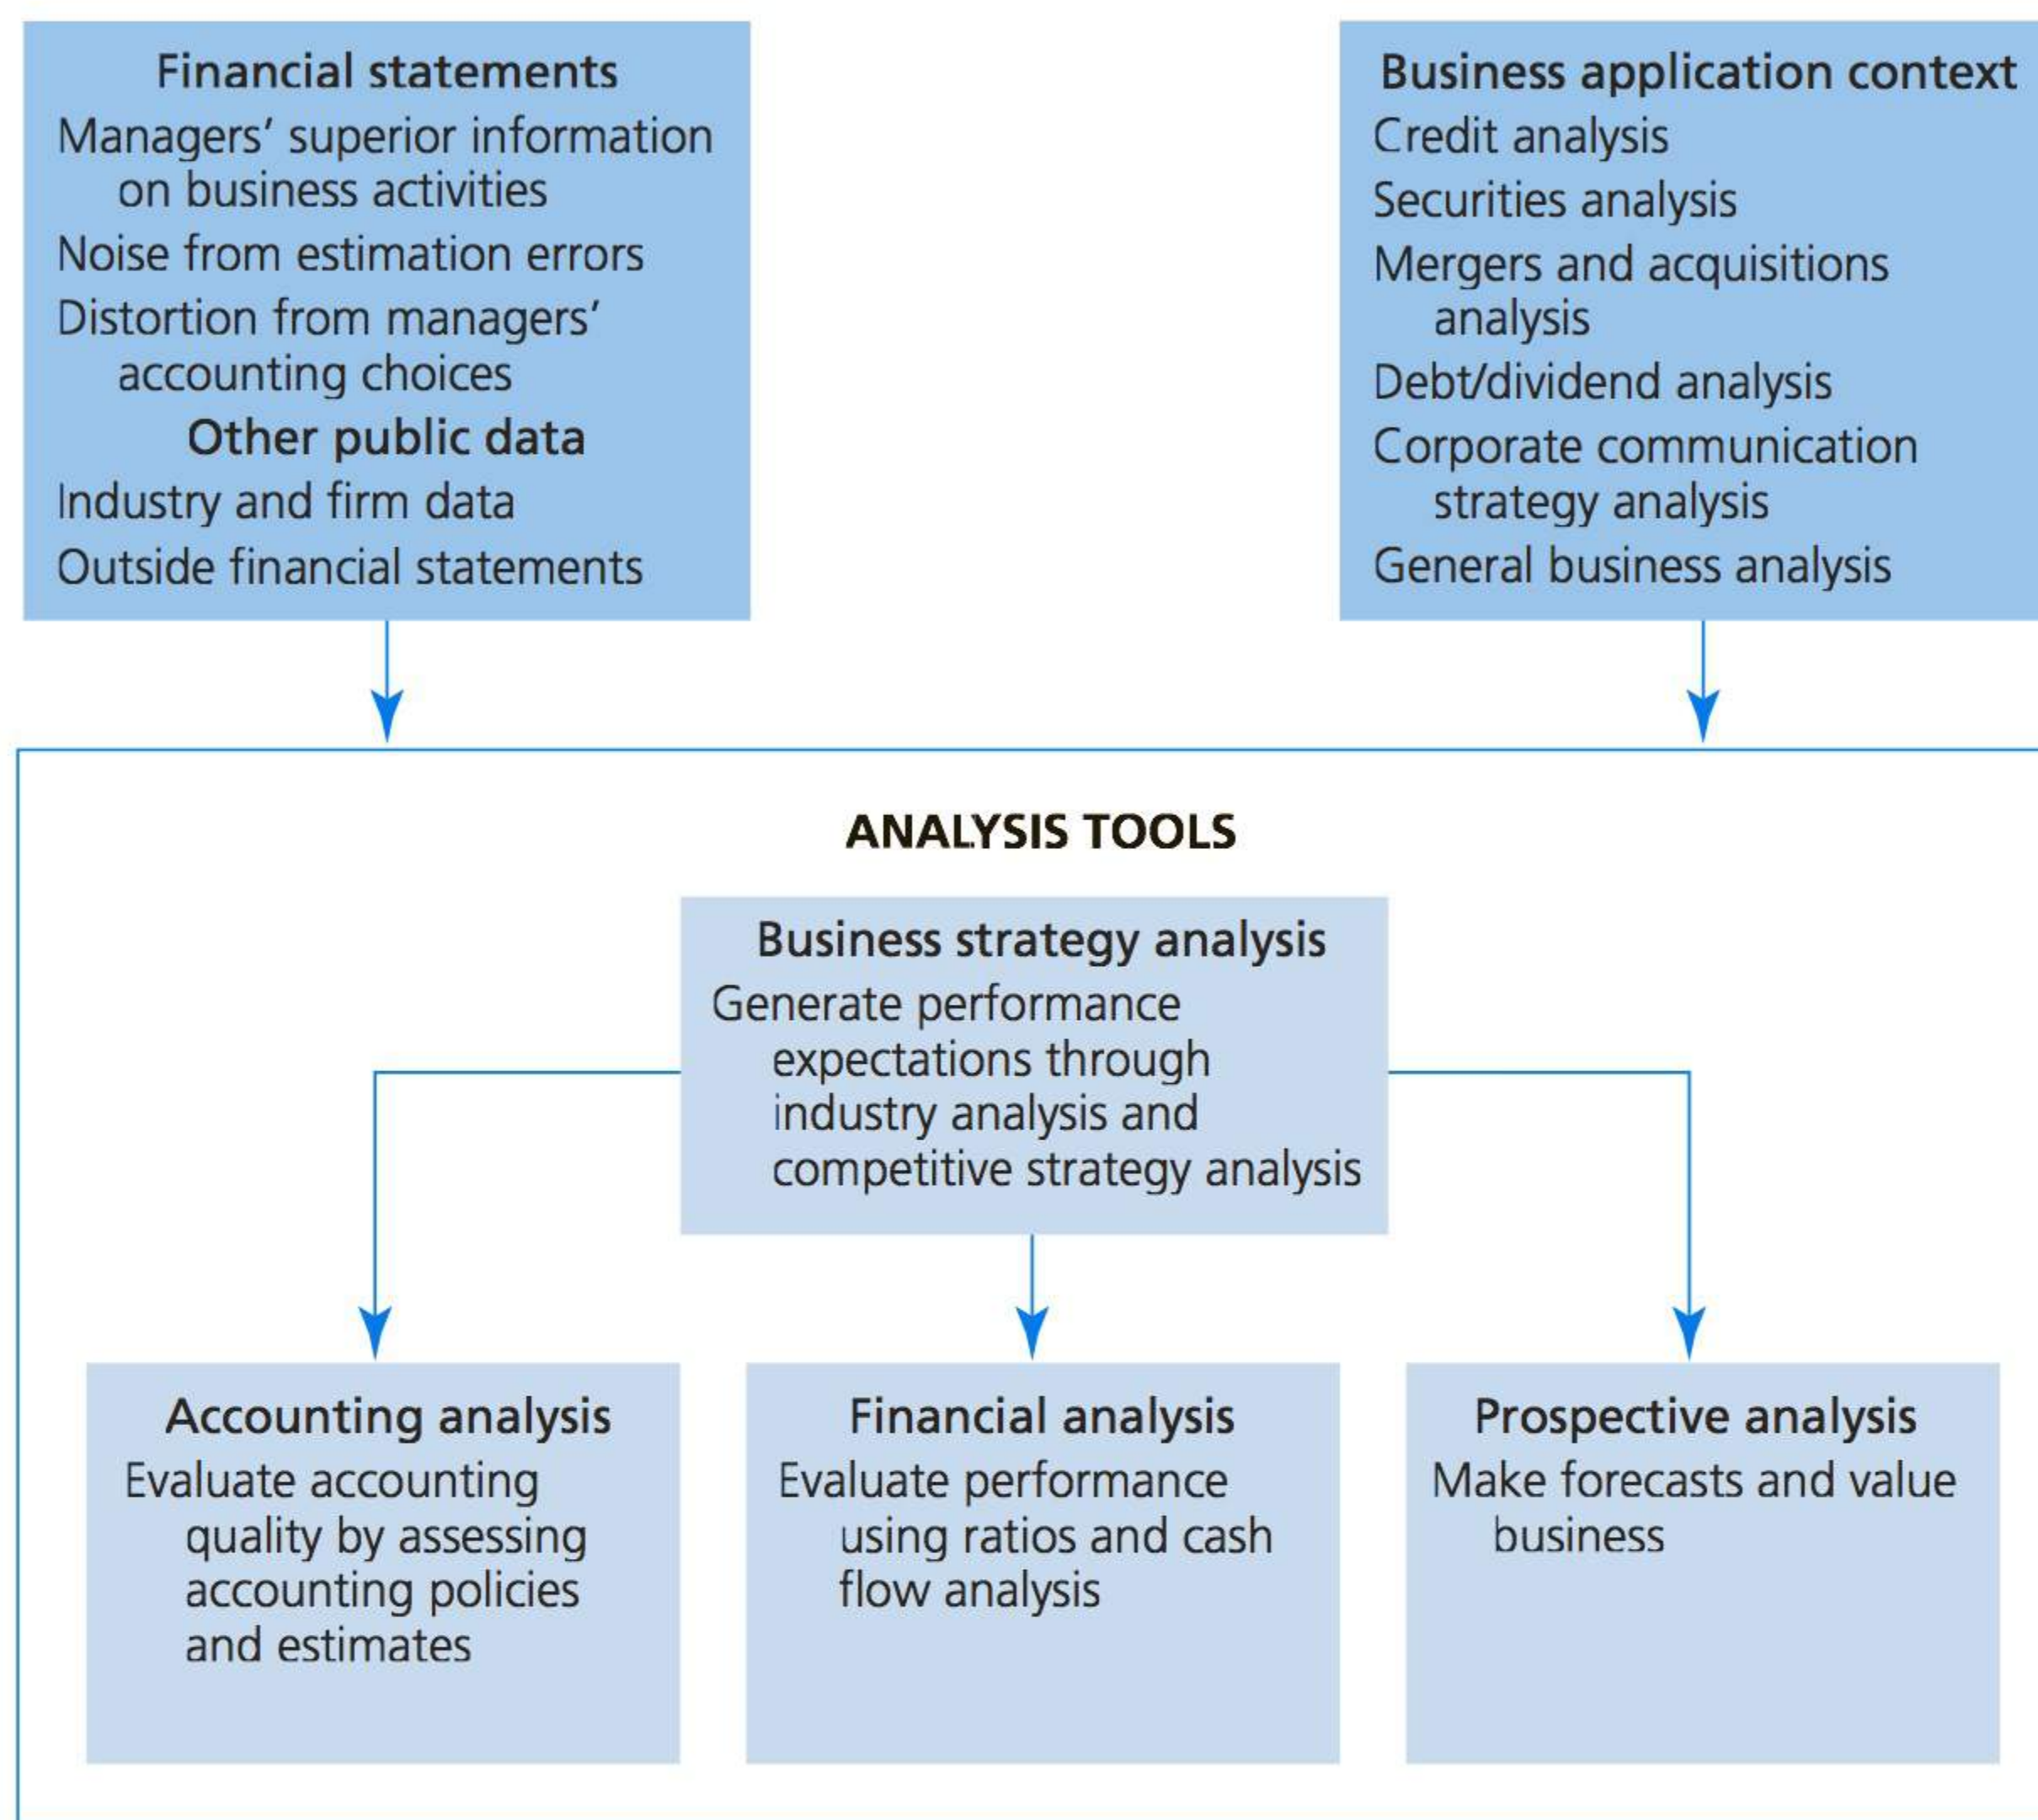 Financial statements
Managers’ superior information
on business activities
Noise from estimation errors
Distortion from managers’
accounting choices
Other public data
Industry and firm data
Outside financial statements
Business application context
Credit analysis
Securities analysis
Mergers and acquisitions
analysis
Debt/dividend analysis
Corporate communication
strategy analysis
General business analysis
ANALYSIS TOOLS
Business strategy analysis
Generate performance
expectations through
industry analysis and
competitive strategy analysis
Accounting analysis
Evaluate accounting
quality by assessing
accounting policies
and estimates
Financial analysis
Evaluate performance
using ratios and cash
flow analysis
Prospective analysis
Make forecasts and value
business